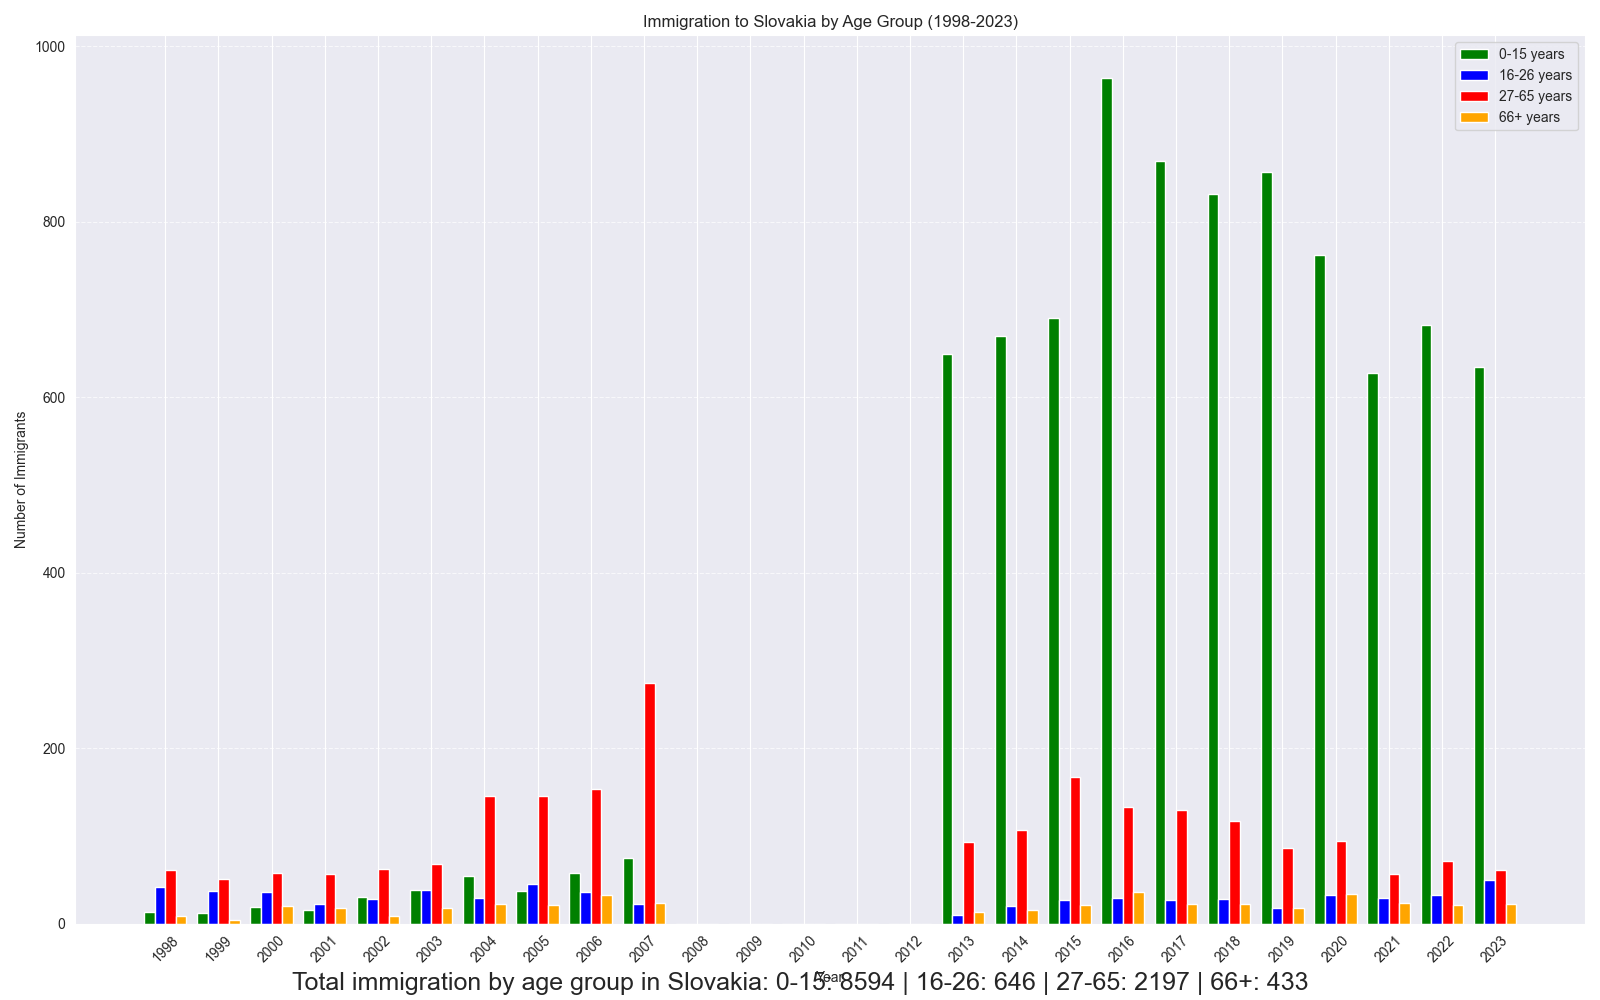 Immigration to Slovakia by Age Group (1998-2023)
0-15 years
16-26 years
27-65 years
66+ years
Number of Immigrants
1000
800
600
400
200
0
1998 1999 2000 2001 2002 2003 2004 2005 2006 2007 2008 2009 2010 2011 2012 2013 2014 2015 2016 2017 2018 2019 2020 2021 2022 2023
Year
Total immigration by age group in Slovakia: 0-15: 8594 | 16-26: 646 | 27-65: 2197 | 66+: 433